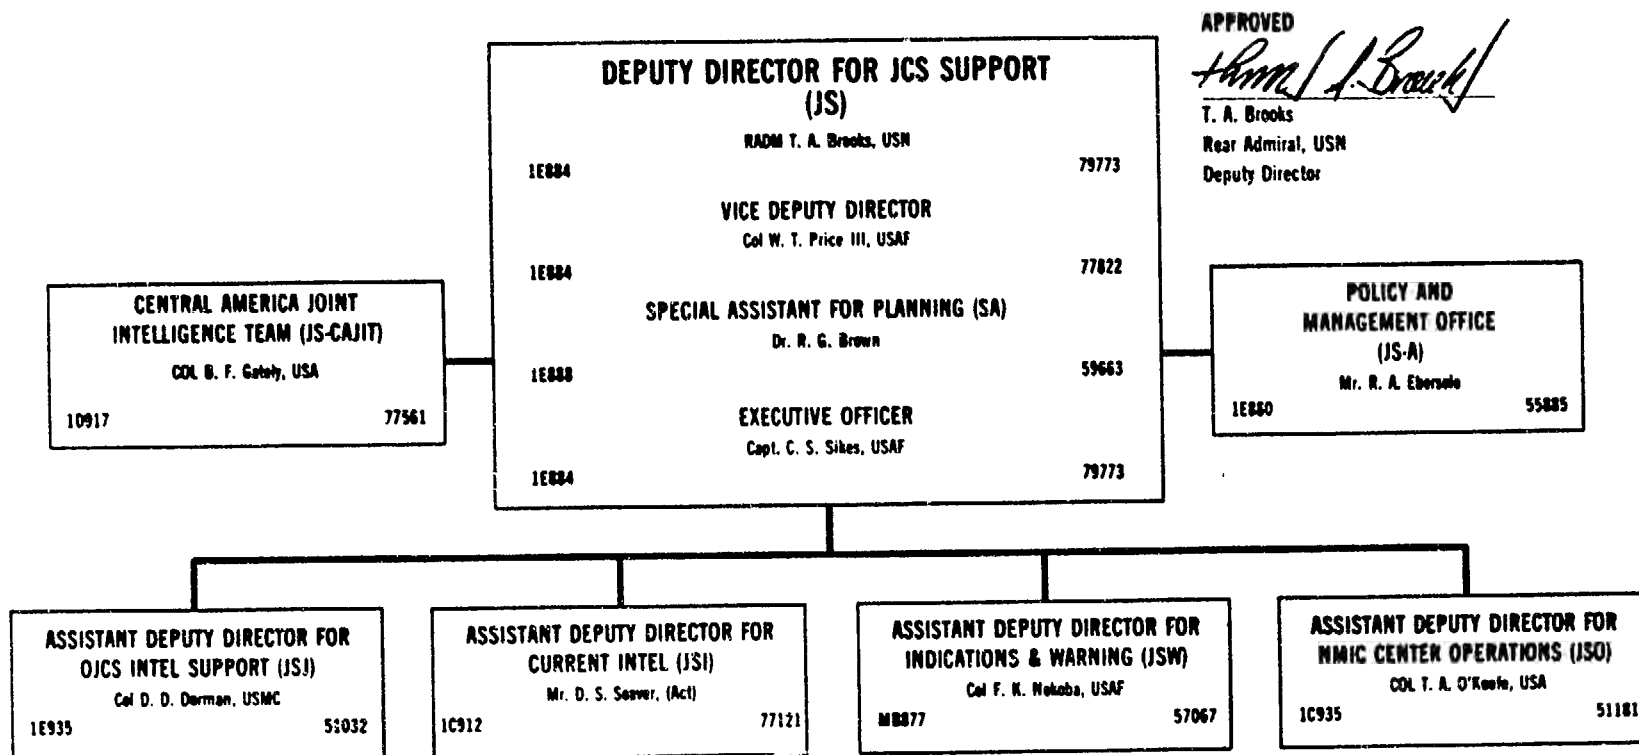 APPROVED
T. A. Brooks
Rear Admiral, USN
Deputy Director
DEPUTY DIRECTOR FOR JCS SUPPORT
(JS)
RADM T. A. Brooks, USN
1E884 79773
VICE DEPUTY DIRECTOR
Col W. T. Price III, USAF
1E884 77822
SPECIAL ASSISTANT FOR PLANNING (SA)
Dr. R. G. Brown
1E888 59663
EXECUTIVE OFFICER
Capt. C. S. Sikes, USAF
1E884 79773
CENTRAL AMERICA JOINT
INTELLIGENCE TEAM (JS-CAJIT)
COL B. F. Gately, USA
1D917 77561
POLICY AND
MANAGEMENT OFFICE
(JS-A)
Mr. R. A. Ebersole
1E880 55885
ASSISTANT DEPUTY DIRECTOR FOR
OJCS INTEL SUPPORT (JSJ)
Col D. D. Dorman, USMC
1E935
ASSISTANT DEPUTY DIRECTOR FOR
CURRENT INTEL (JSI)
Mr. D. S. Seaver, (Act)
1C912 77121
ASSISTANT DEPUTY DIRECTOR FOR
INDICATIONS & WARNING (JSW)
Col F. K. Nekoba, USAF
MB877 57067
ASSISTANT DEPUTY DIRECTOR FOR
NMIC CENTER OPERATIONS (JSO)
COL T. A. O'Keefe, USA
1C935 51181